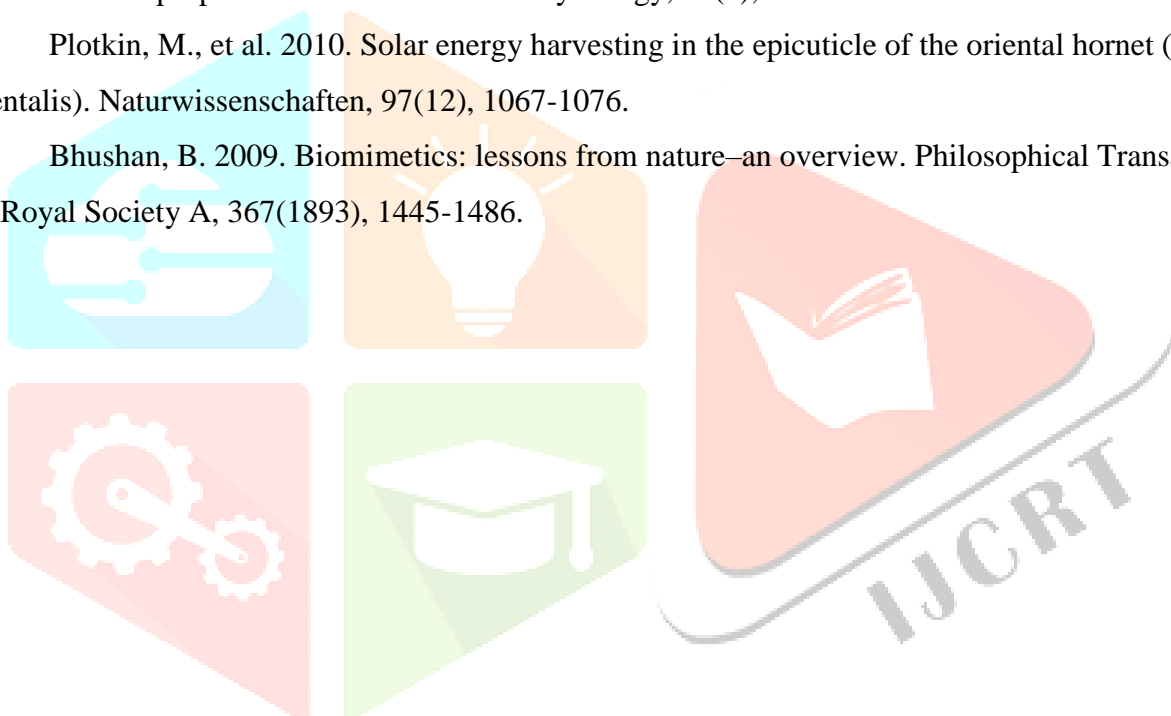 Plotkin, M., et al. 2010. Solar energy harvesting in the epicuticle of the oriental hornet (
entalis). Naturwissenschaften, 97(12), 1067-1076.
Bhushan, B. 2009. Biomimetics: lessons from nature–an overview. Philosophical Trans
Royal Society A, 367(1893), 1445-1486.
IJCRT